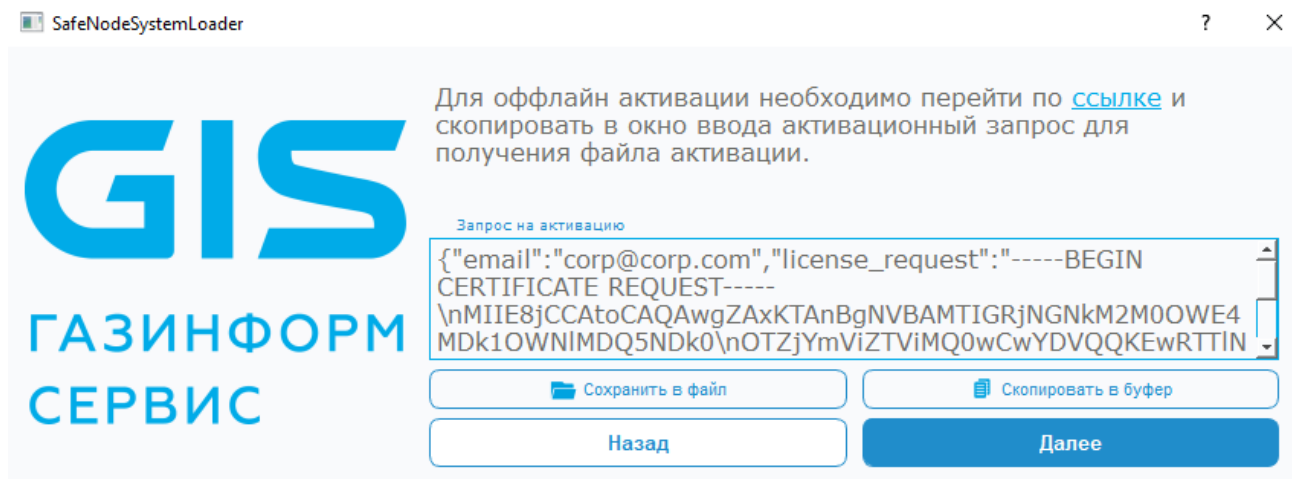 SafeNodeSystemLoader
?
GIS
ГАЗИНФОРМ
СЕРВИС
Для оффлайн активации необходимо перейти по ссылке и
скопировать в окно ввода активационный запрос для
получения файла активации.
Запрос на активацию
{"email":"corp@corp.com","license_request":"-----BEGIN
CERTIFICATE REQUEST-----
\nMIIE8jCCAtoCAQAwgZAxKTAnBgNVBAMTIGRjNGNkM2M0OWE4
MDk1OWNlMDQ5NDk0\nOTZjYmViZTViMQ0wCwYDVQQKEwRTTlN
Сохранить в файл
Скопировать в буфер
Назад
Далее